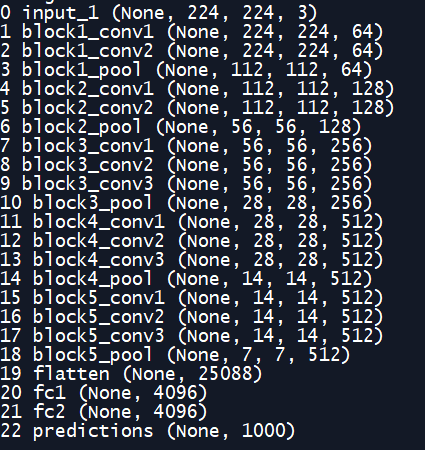 0 input_1 (None, 224, 224, 3)
1 block1_conv1 (None, 224, 224, 64)
2 block1_conv2 (None, 224, 224, 64)
3 block1_pool (None, 112, 112, 64)
4 block2_conv1 (None, 112, 112, 128)
5 block2_conv2 (None, 112, 112, 128)
6 block2_pool (None, 56, 56, 128)
7 block3_conv1 (None, 56, 56, 256)
8 block3_conv2 (None, 56, 56, 256)
9 block3_conv3 (None, 56, 56, 256)
10 block3_pool (None, 28, 28, 256)
11 block4_conv1 (None, 28, 28, 512)
12 block4_conv2 (None, 28, 28, 512)
13 block4_conv3 (None, 28, 28, 512)
14 block4_pool (None, 14, 14, 512)
15 block5_conv1 (None, 14, 14, 512)
16 block5_conv2 (None, 14, 14, 512)
17 block5_conv3 (None, 14, 14, 512)
18 block5_pool (None, 7, 7, 512)
19 flatten (None, 25088)
20 fc1 (None, 4096)
21 fc2 (None, 4096)
22 predictions (None, 1000)